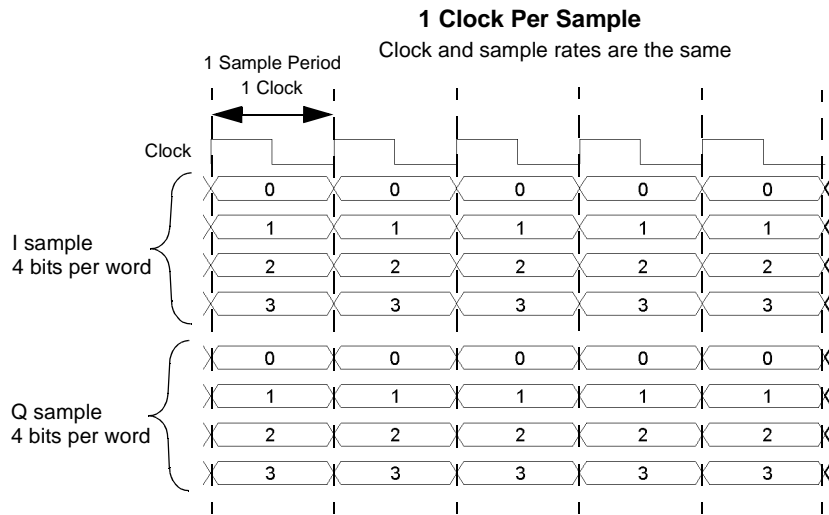 1 Clock Per Sample
Clock and sample rates are the same
1 Sample Period
1 Clock
Clock
0 0 0 0 0
I sample
4 bits per word
1 1 1 1 1
2 2 2 2 2
3 3 3 3 3
0 0 0 0 0
Q sample
4 bits per word
1 1 1 1 1
2 2 2 2 2
3 3 3 3 3